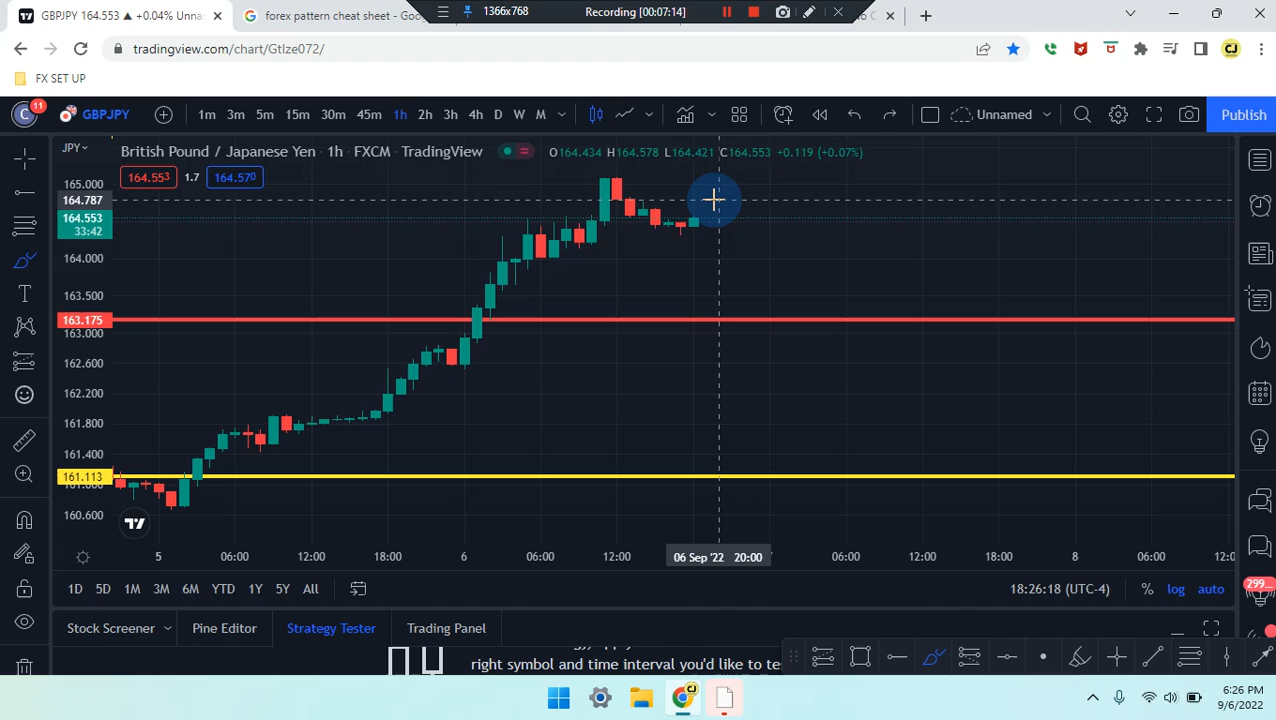 GBPJPY 164.553 ▲ +0.04% Unna
forex pattern cheat sheet - Goo
1366x768
Recording [00:07:14]
tradingview.com/chart/GtIze072/
FX SET UP
C 11
GBPJPY
1m 3m 5m 15m 30m 45m 1h 2h 3h 4h D W M
Unnamed
Publish
JPY
British Pound / Japanese Yen · 1h · FXCM · TradingView
O164.434 H164.578 L164.421 C164.553 +0.119 (+0.07%)
164.553 1.7 164.570
165.000
164.787
164.553
33:42
164.000
163.500
163.175
163.000
162.600
162.200
161.800
161.400
161.113
160.600
5 06:00 12:00 18:00 6 06:00 12:00
06 Sep '22 20:00
06:00 12:00 18:00 8 06:00 12:0
1D 5D 1M 3M 6M YTD 1Y 5Y All
18:26:18 (UTC-4)
% log auto
299
Stock Screener
Pine Editor
Strategy Tester
Trading Panel
right symbol and time interval you'd like to tes
CJ
6:26 PM
9/6/2022